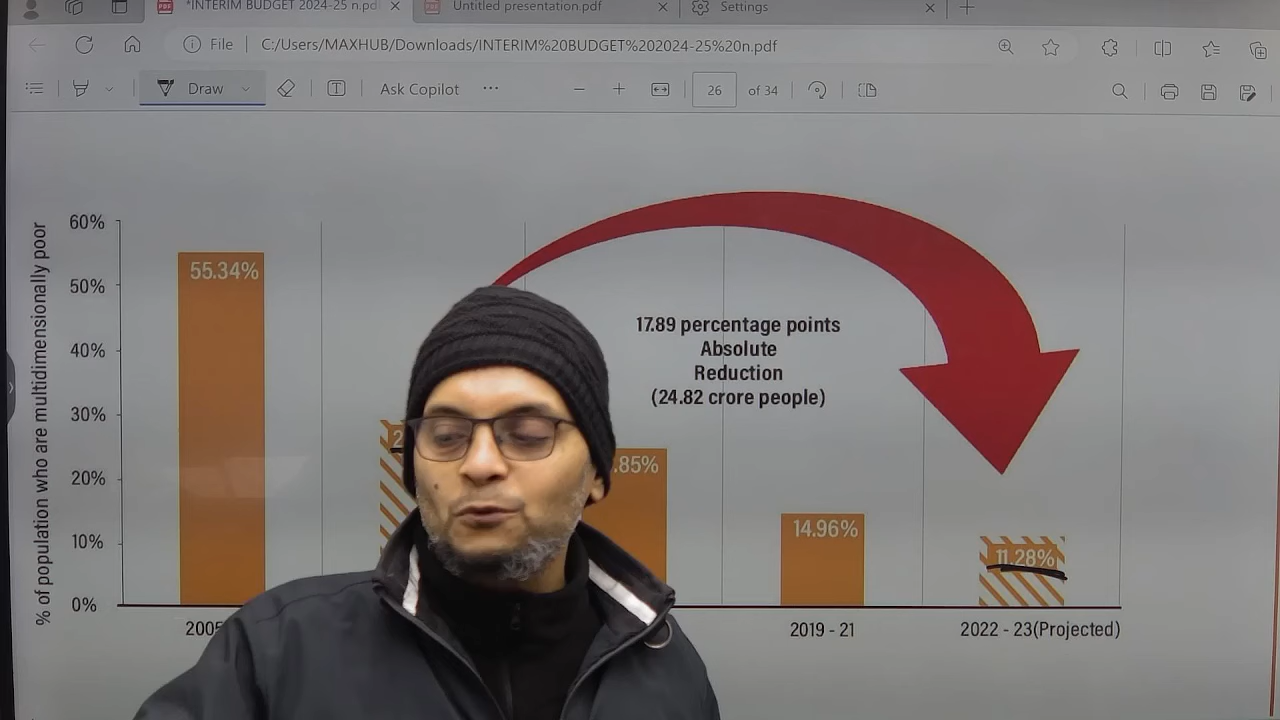 *INTERIM BUDGET 2024-25 n.pd
Untitled presentation.pdf
Settings
File
C:/Users/MAXHUB/Downloads/INTERIM%20BUDGET%202024-25%20n.pdf
Draw
Ask Copilot
26
of 34
% of population who are multidimensionally poor
60%
50%
40%
30%
20%
10%
0%
55.34%
2
.85%
14.96%
11.28%
17.89 percentage points
Absolute
Reduction
(24.82 crore people)
2005
2019 - 21
2022 - 23(Projected)